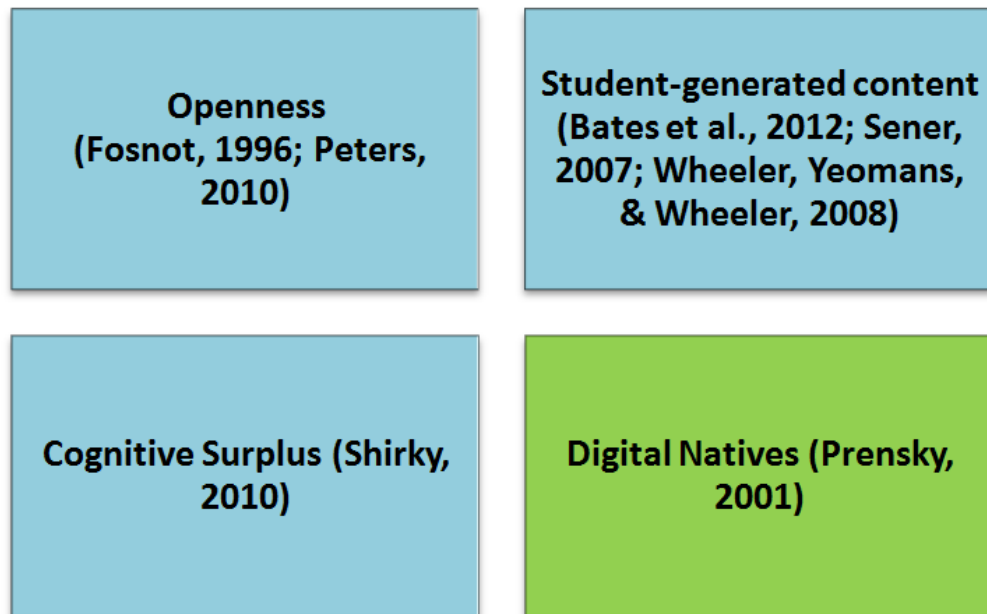 Openness
(Fosnot, 1996; Peters,
2010)
Student-generated content
(Bates et al., 2012; Sener,
2007; Wheeler, Yeomans,
& Wheeler, 2008)
Cognitive Surplus (Shirky,
2010)
Digital Natives (Prensky,
2001)